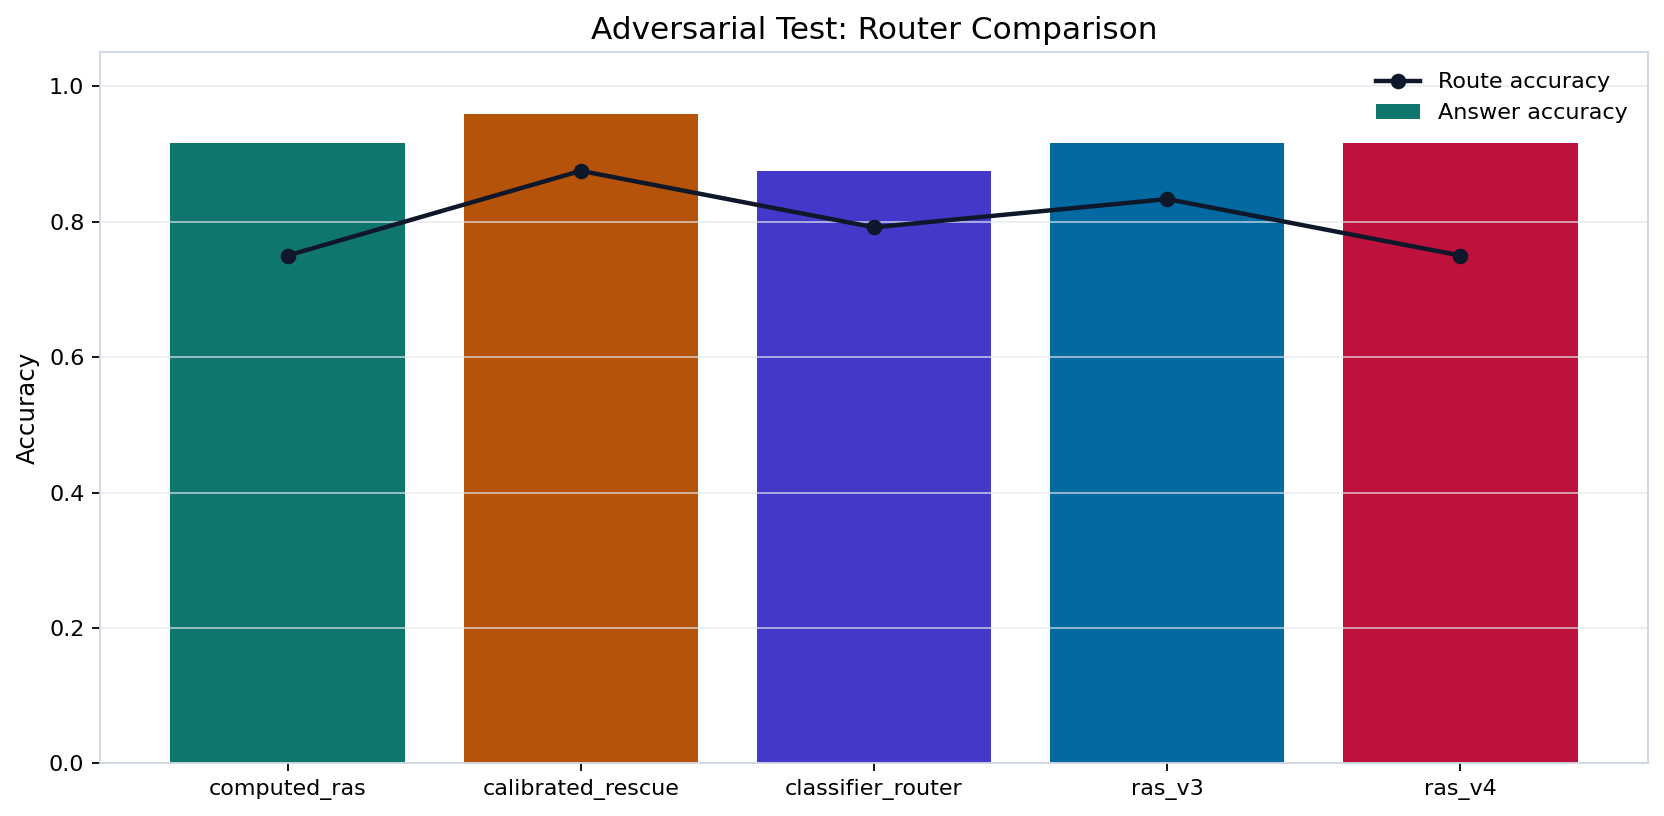 Adversarial Test: Router Comparison
Route accuracy
Answer accuracy
Accuracy
1.0
0.8
0.6
0.4
0.2
0.0
computed_ras calibrated_rescue classifier_router ras_v3 ras_v4